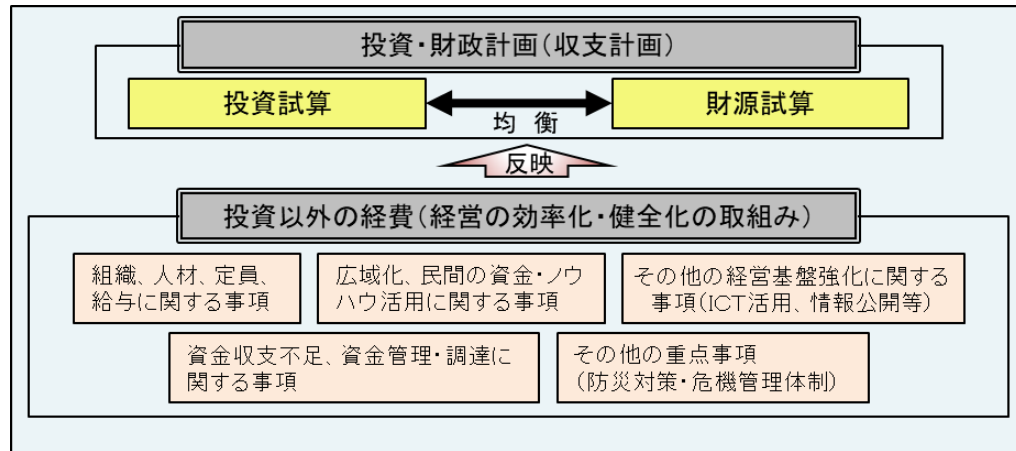 投資・財政計画(収支計画)
投資試算
財源試算
均 衡
反映
投資以外の経費(経営の効率化・健全化の取組み)
組織、人材、定員、
給与に関する事項
広域化、民間の資金・ノウ
ハウ活用に関する事項
その他の経営基盤強化に関する
事項(ICT活用、情報公開等)
資金収支不足、資金管理・調達に
関する事項
その他の重点事項
(防災対策・危機管理体制)